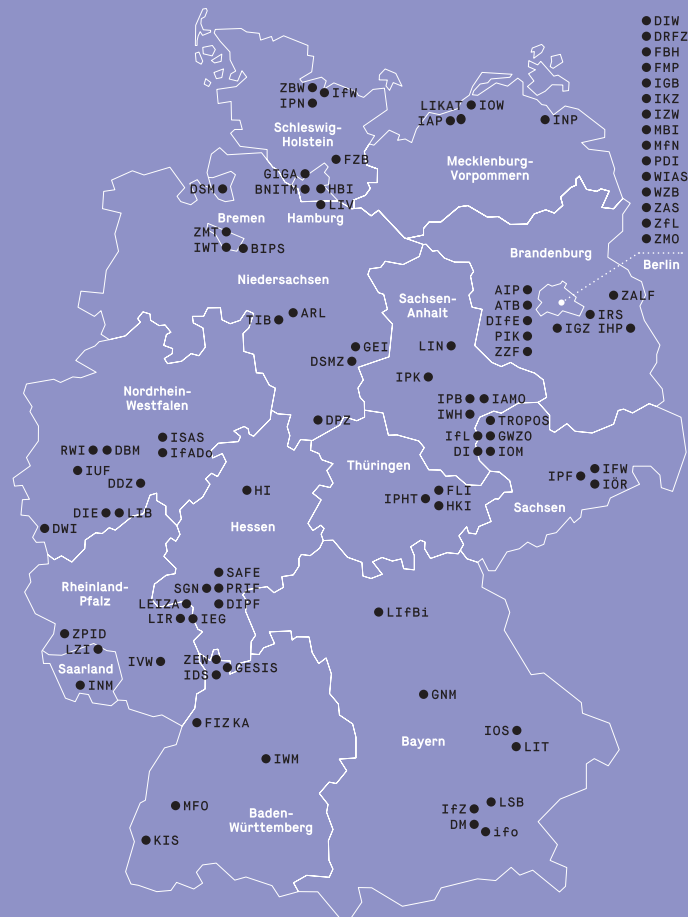 DIW
DRFZ
FBH
FMP
IGB
IKZ
IZW
MBI
MfN
PDI
WIAS
WZB
ZAS
ZfL
ZMO
Berlin
ZBW
IfW
IPN
Schleswig-
Holstein
FZB
LIKAT
IOW
IAP
INP
Mecklenburg-
Vorpommern
GIGA
BNITM
HBI
LIV
Hamburg
DSM
Bremen
ZMT
IWT
BIPS
Niedersachsen
ARL
TIB
GEI
DSMZ
DPZ
Brandenburg
AIP
ATB
DIfE
PIK
ZZF
ZALF
IRS
IGZ
IHP
Sachsen-
Anhalt
LIN
IPK
IPB
IAMO
IWH
TROPOS
IfL
GWZO
DI
IOM
Nordrhein-
Westfalen
ISAS
IfADo
RWI
DBM
IUF
DDZ
DIE
LIB
DWI
Thüringen
FLI
IPHT
HKI
IFW
IPF
IÖR
Sachsen
HI
Hessen
SAFE
SGN
PRIF
LEIZA
DIPF
LIR
IEG
Rheinland-
Pfalz
ZPID
LZI
Saarland
INM
IVW
ZEW
GESIS
IDS
FIZ KA
IWM
MFO
KIS
Baden-
Württemberg
LIfBi
GNM
IOS
LIT
Bayern
LSB
IfZ
DM
ifo